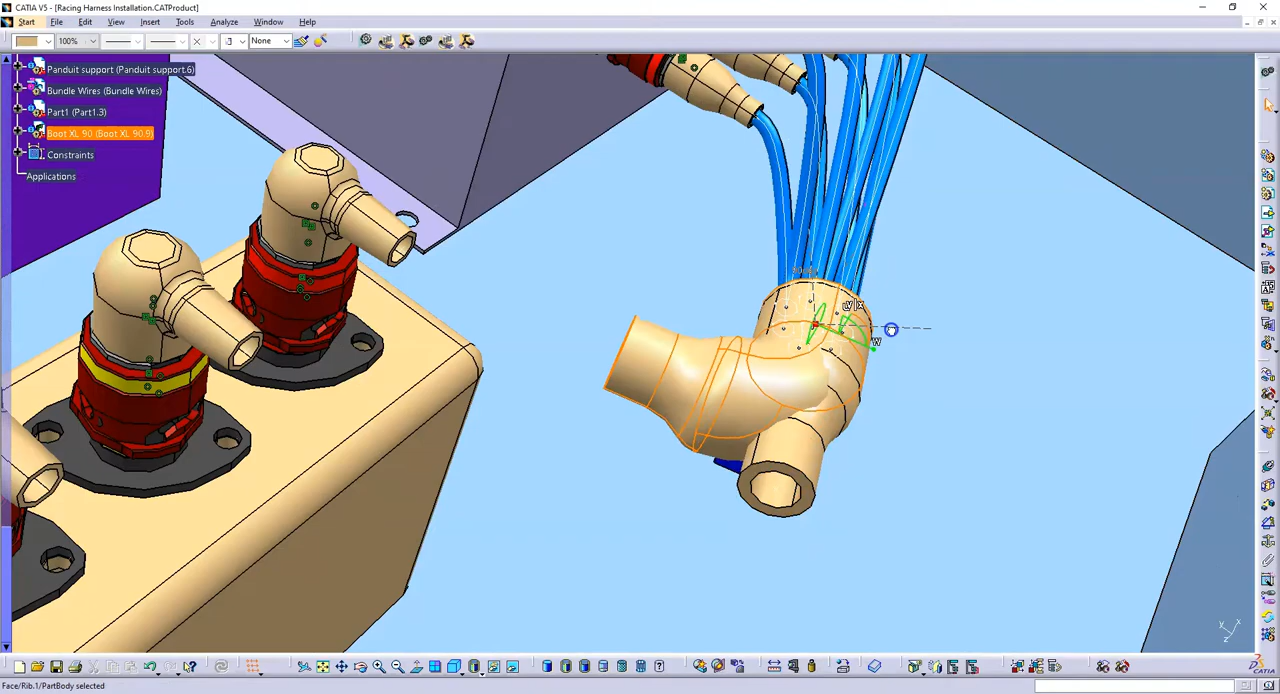 CATIA V5 - [Racing Harness Installation.CATProduct]
Start File Edit View Insert Tools Analyze Window Help
100% None
Panduit support (Panduit support.6)
Bundle Wires (Bundle Wires)
Part1 (Part1.3)
Boot XL 90 (Boot XL 90.9)
Constraints
Applications
V|X
W
y x
z
CATIA
Face/Rib.1/PartBody selected